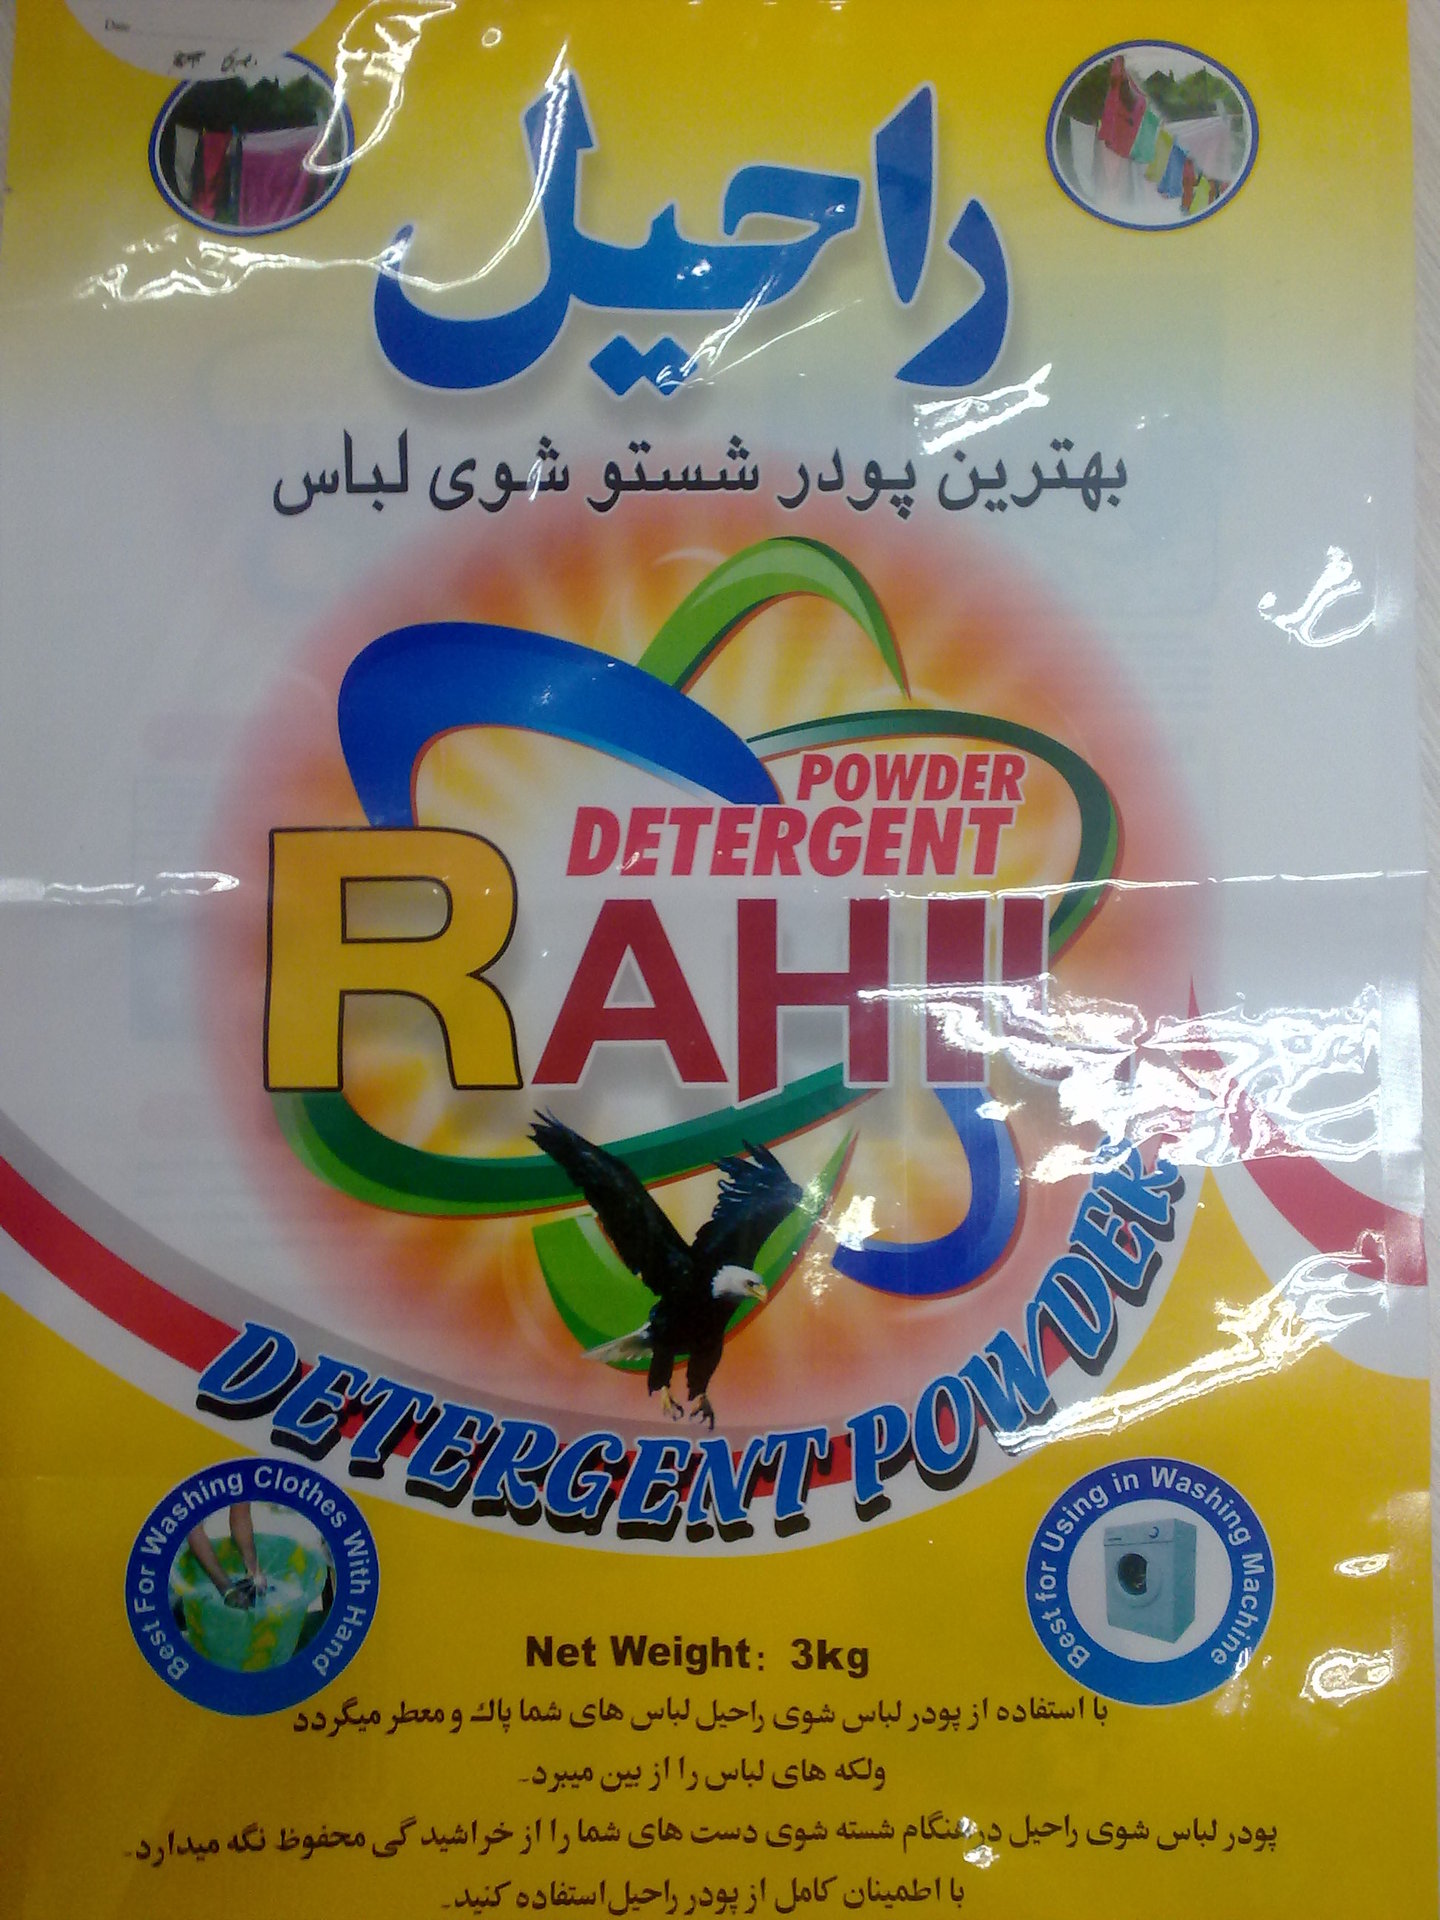 Date
راحیل
بهترین پودر شستو شوی لباس
POWDER
DETERGENT
RAHIL
DETERGENT POWDER
Best For Washing Clothes With Hand
Best for Using in Washing Machine
Net Weight: 3kg
با استفاده از پودر لباس شوی راحیل لباس های شما پاك و معطر میگردد
ولکه های لباس را از بین میبرد.
پودر لباس شوی راحیل در هنگام شسته شوی دست های شما را از خراشید گی محفوظ نگه میدارد.
با اطمینان کامل از پودر راحیل استفاده کنید.